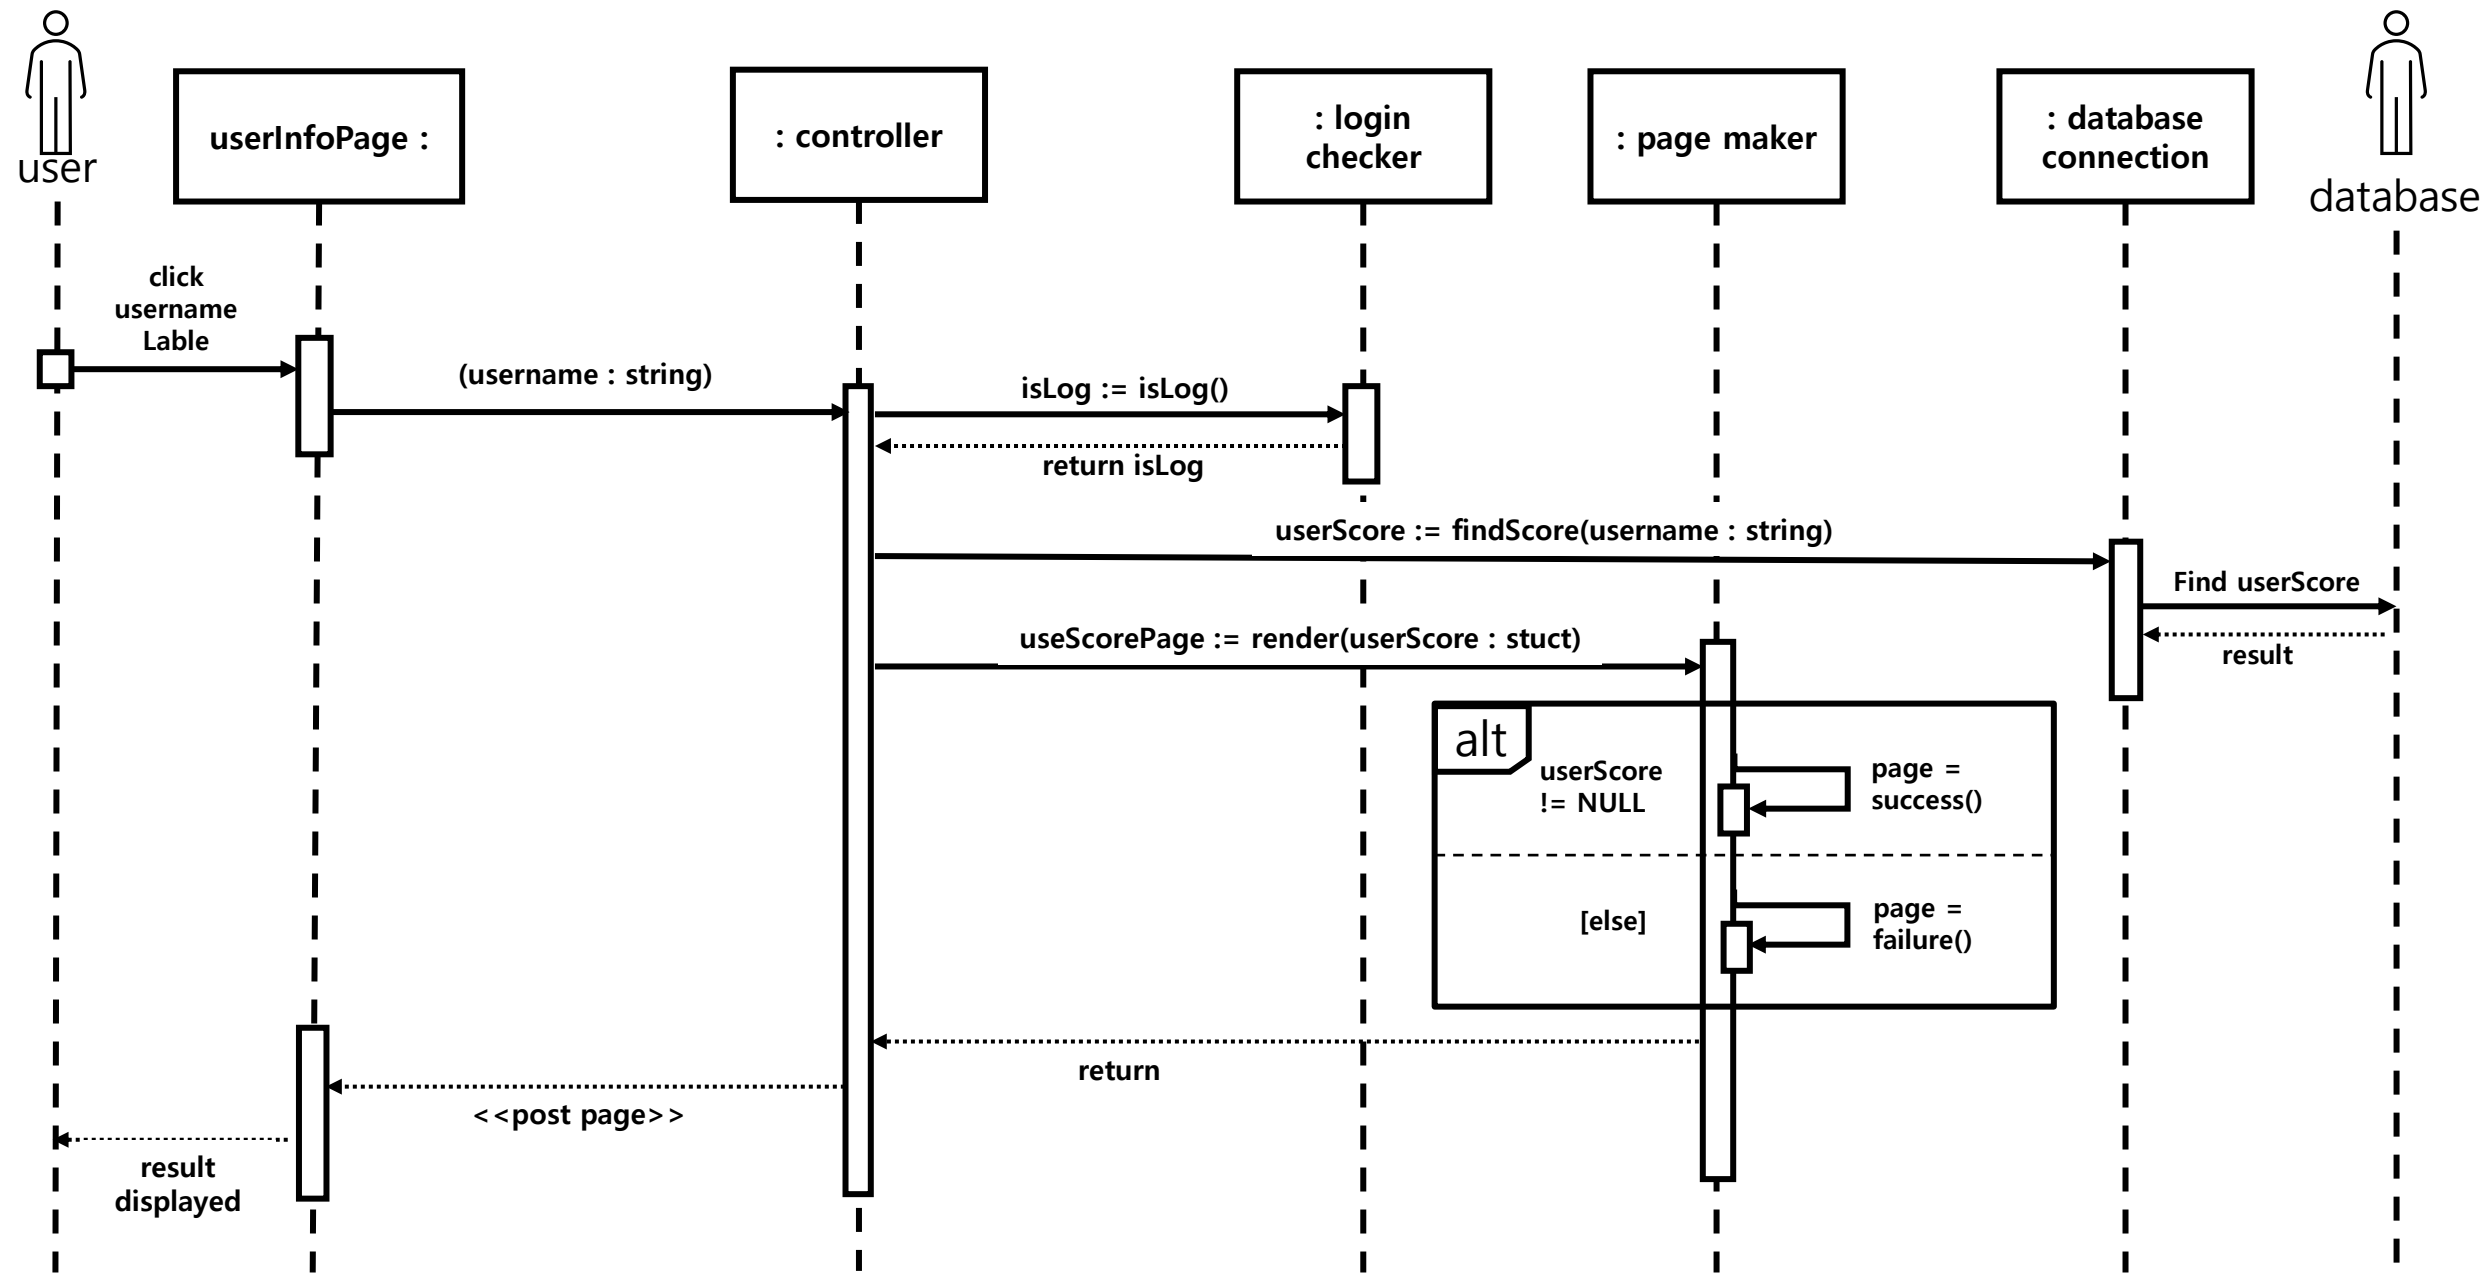 user
userInfoPage :
: controller
: login
checker
: page maker
: database
connection
database
click
username
Lable
(username : string)
isLog := isLog()
return isLog
userScore := findScore(username : string)
Find userScore
result
useScorePage := render(userScore : stuct)
alt
userScore
!= NULL
page =
success()
[else]
page =
failure()
return
<<post page>>
result
displayed